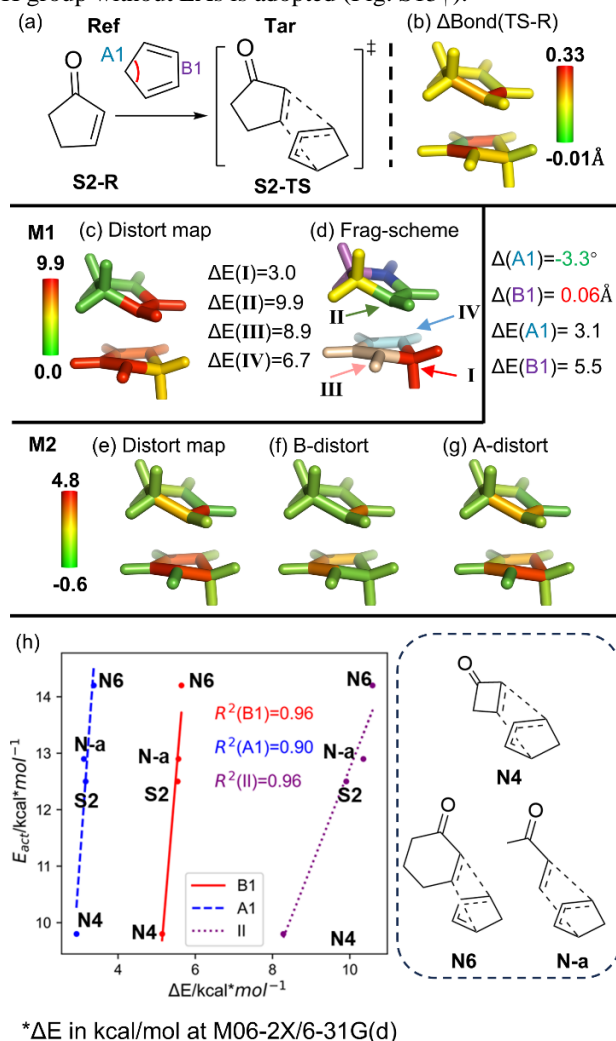 (a) Ref Tar (b) ΔBond(TS-R)
A1
B1
O
O
‡
0.33
-0.01Å
S2-R
S2-TS
M1 (c) Distort map (d) Frag-scheme
9.9
0.0
ΔE(I)=3.0
ΔE(II)=9.9
ΔE(III)=8.9
ΔE(IV)=6.7
II
IV
III
I
Δ(A1)=-3.3°
Δ(B1)= 0.06Å
ΔE(A1)= 3.1
ΔE(B1)= 5.5
M2 (e) Distort map (f) B-distort (g) A-distort
4.8
-0.6
(h)
Eact/kcal*mol⁻¹
14
13
12
11
10
N6
N6
N6
N-a
N-a
N-a
S2
S2
S2
N4
N4
N4
R²(B1)=0.96
R²(A1)=0.90
R²(II)=0.96
B1
A1
II
4 6 8 10
ΔE/kcal*mol⁻¹
O
N4
O
O
N6
N-a
*ΔE in kcal/mol at M06-2X/6-31G(d)